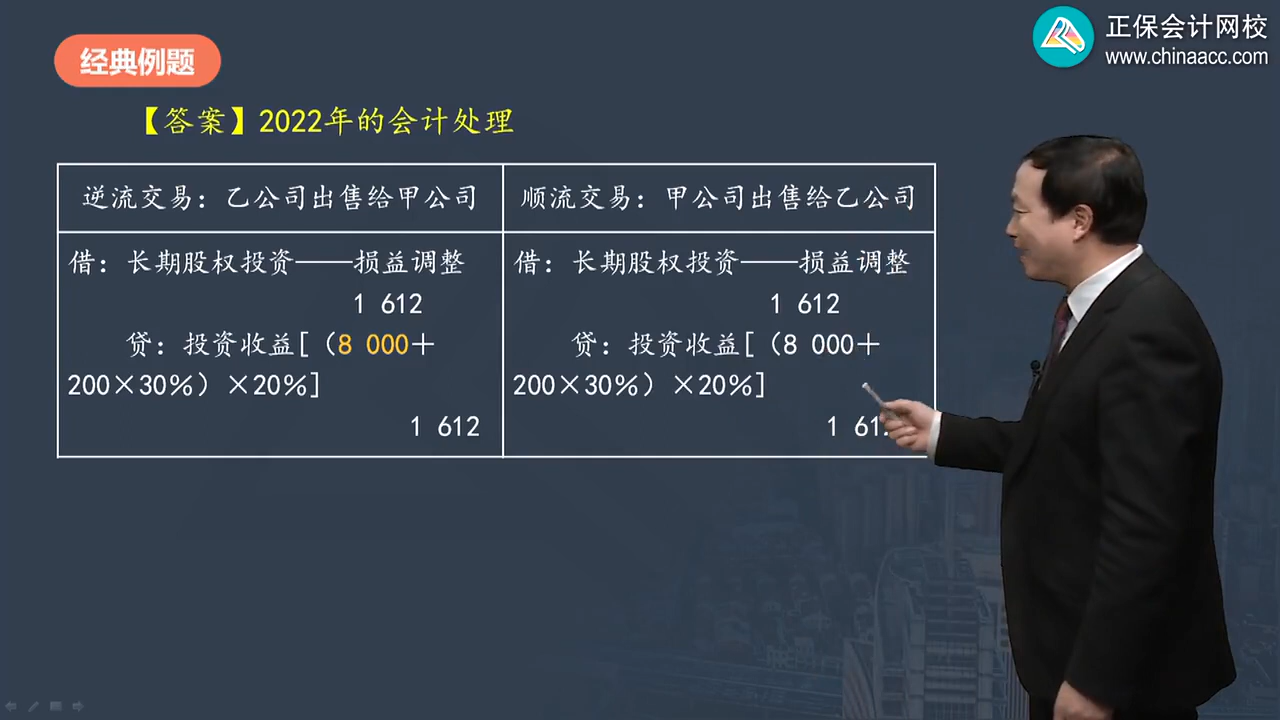 正保会计网校
www.chinaacc.com
经典例题
【答案】2022年的会计处理
逆流交易：乙公司出售给甲公司
顺流交易：甲公司出售给乙公司
借：长期股权投资——损益调整
1 612
贷：投资收益[（8 000＋
200×30%）×20%]
1 612
借：长期股权投资——损益调整
1 612
贷：投资收益[（8 000＋
200×30%）×20%]
1 61